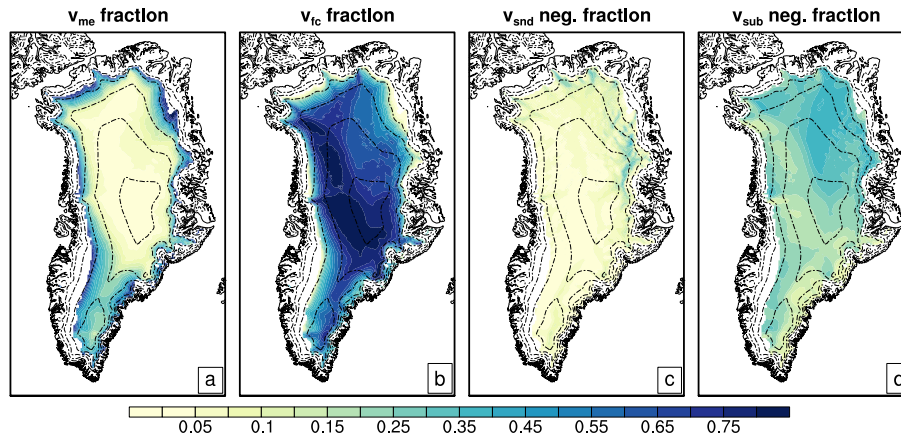 v_me fraction v_fc fraction v_snd neg. fraction v_sub neg. fraction
a b c d
0.05 0.1 0.15 0.25 0.35 0.45 0.55 0.65 0.75